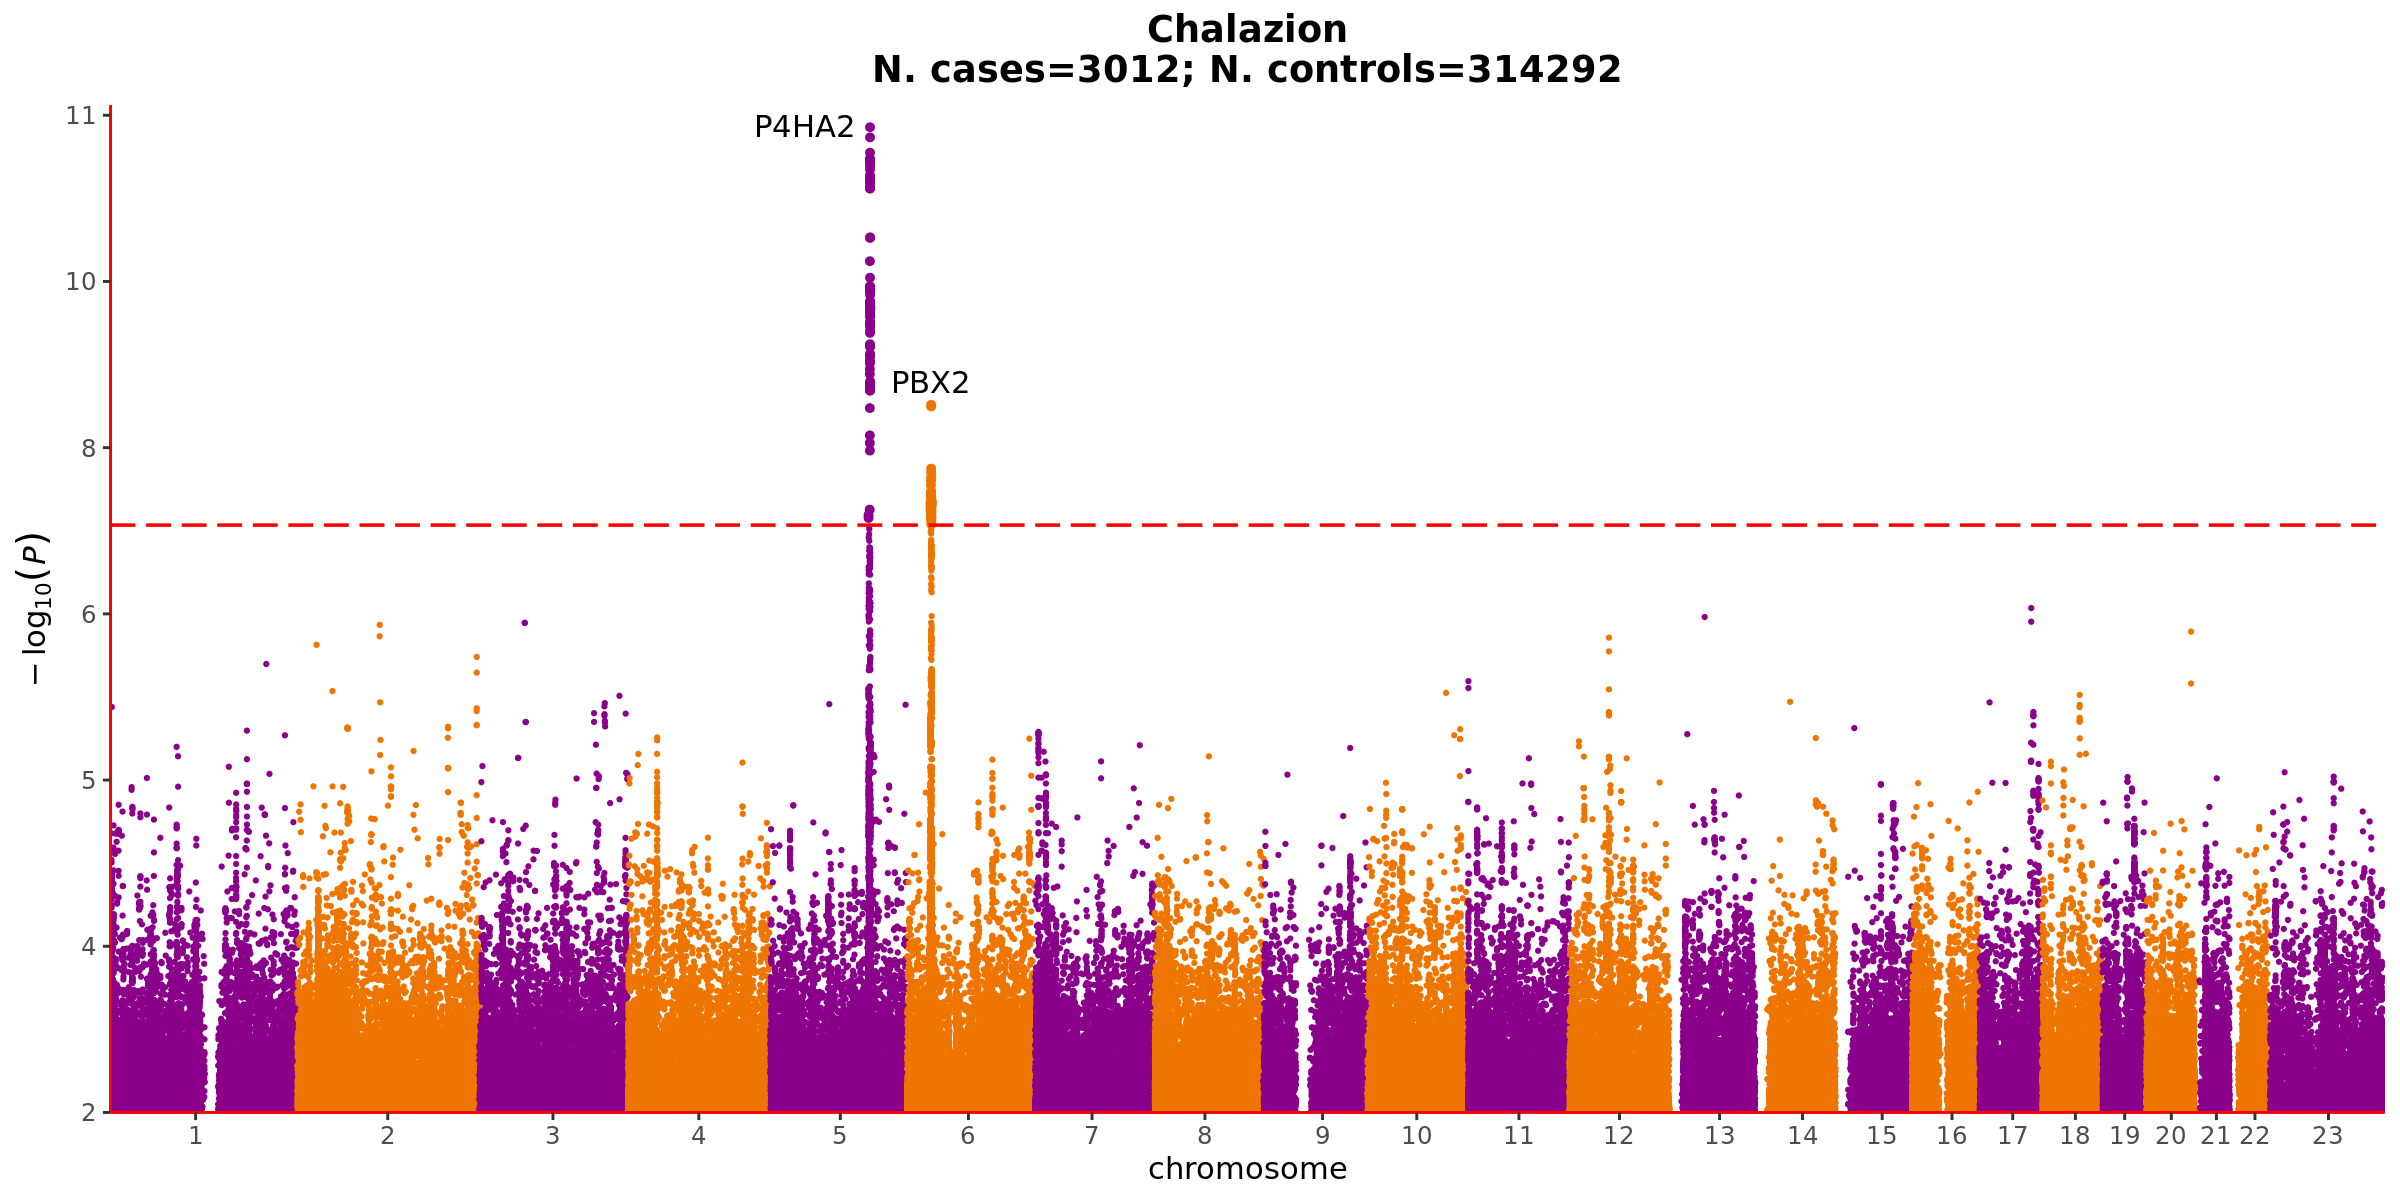 Chalazion
N. cases=3012; N. controls=314292
11
P4HA2
10
PBX2
8
6
5
4
2
−log10(P)
1 2 3 4 5 6 7 8 9 10 11 12 13 14 15 16 17 18 19 20 21 22 23
chromosome